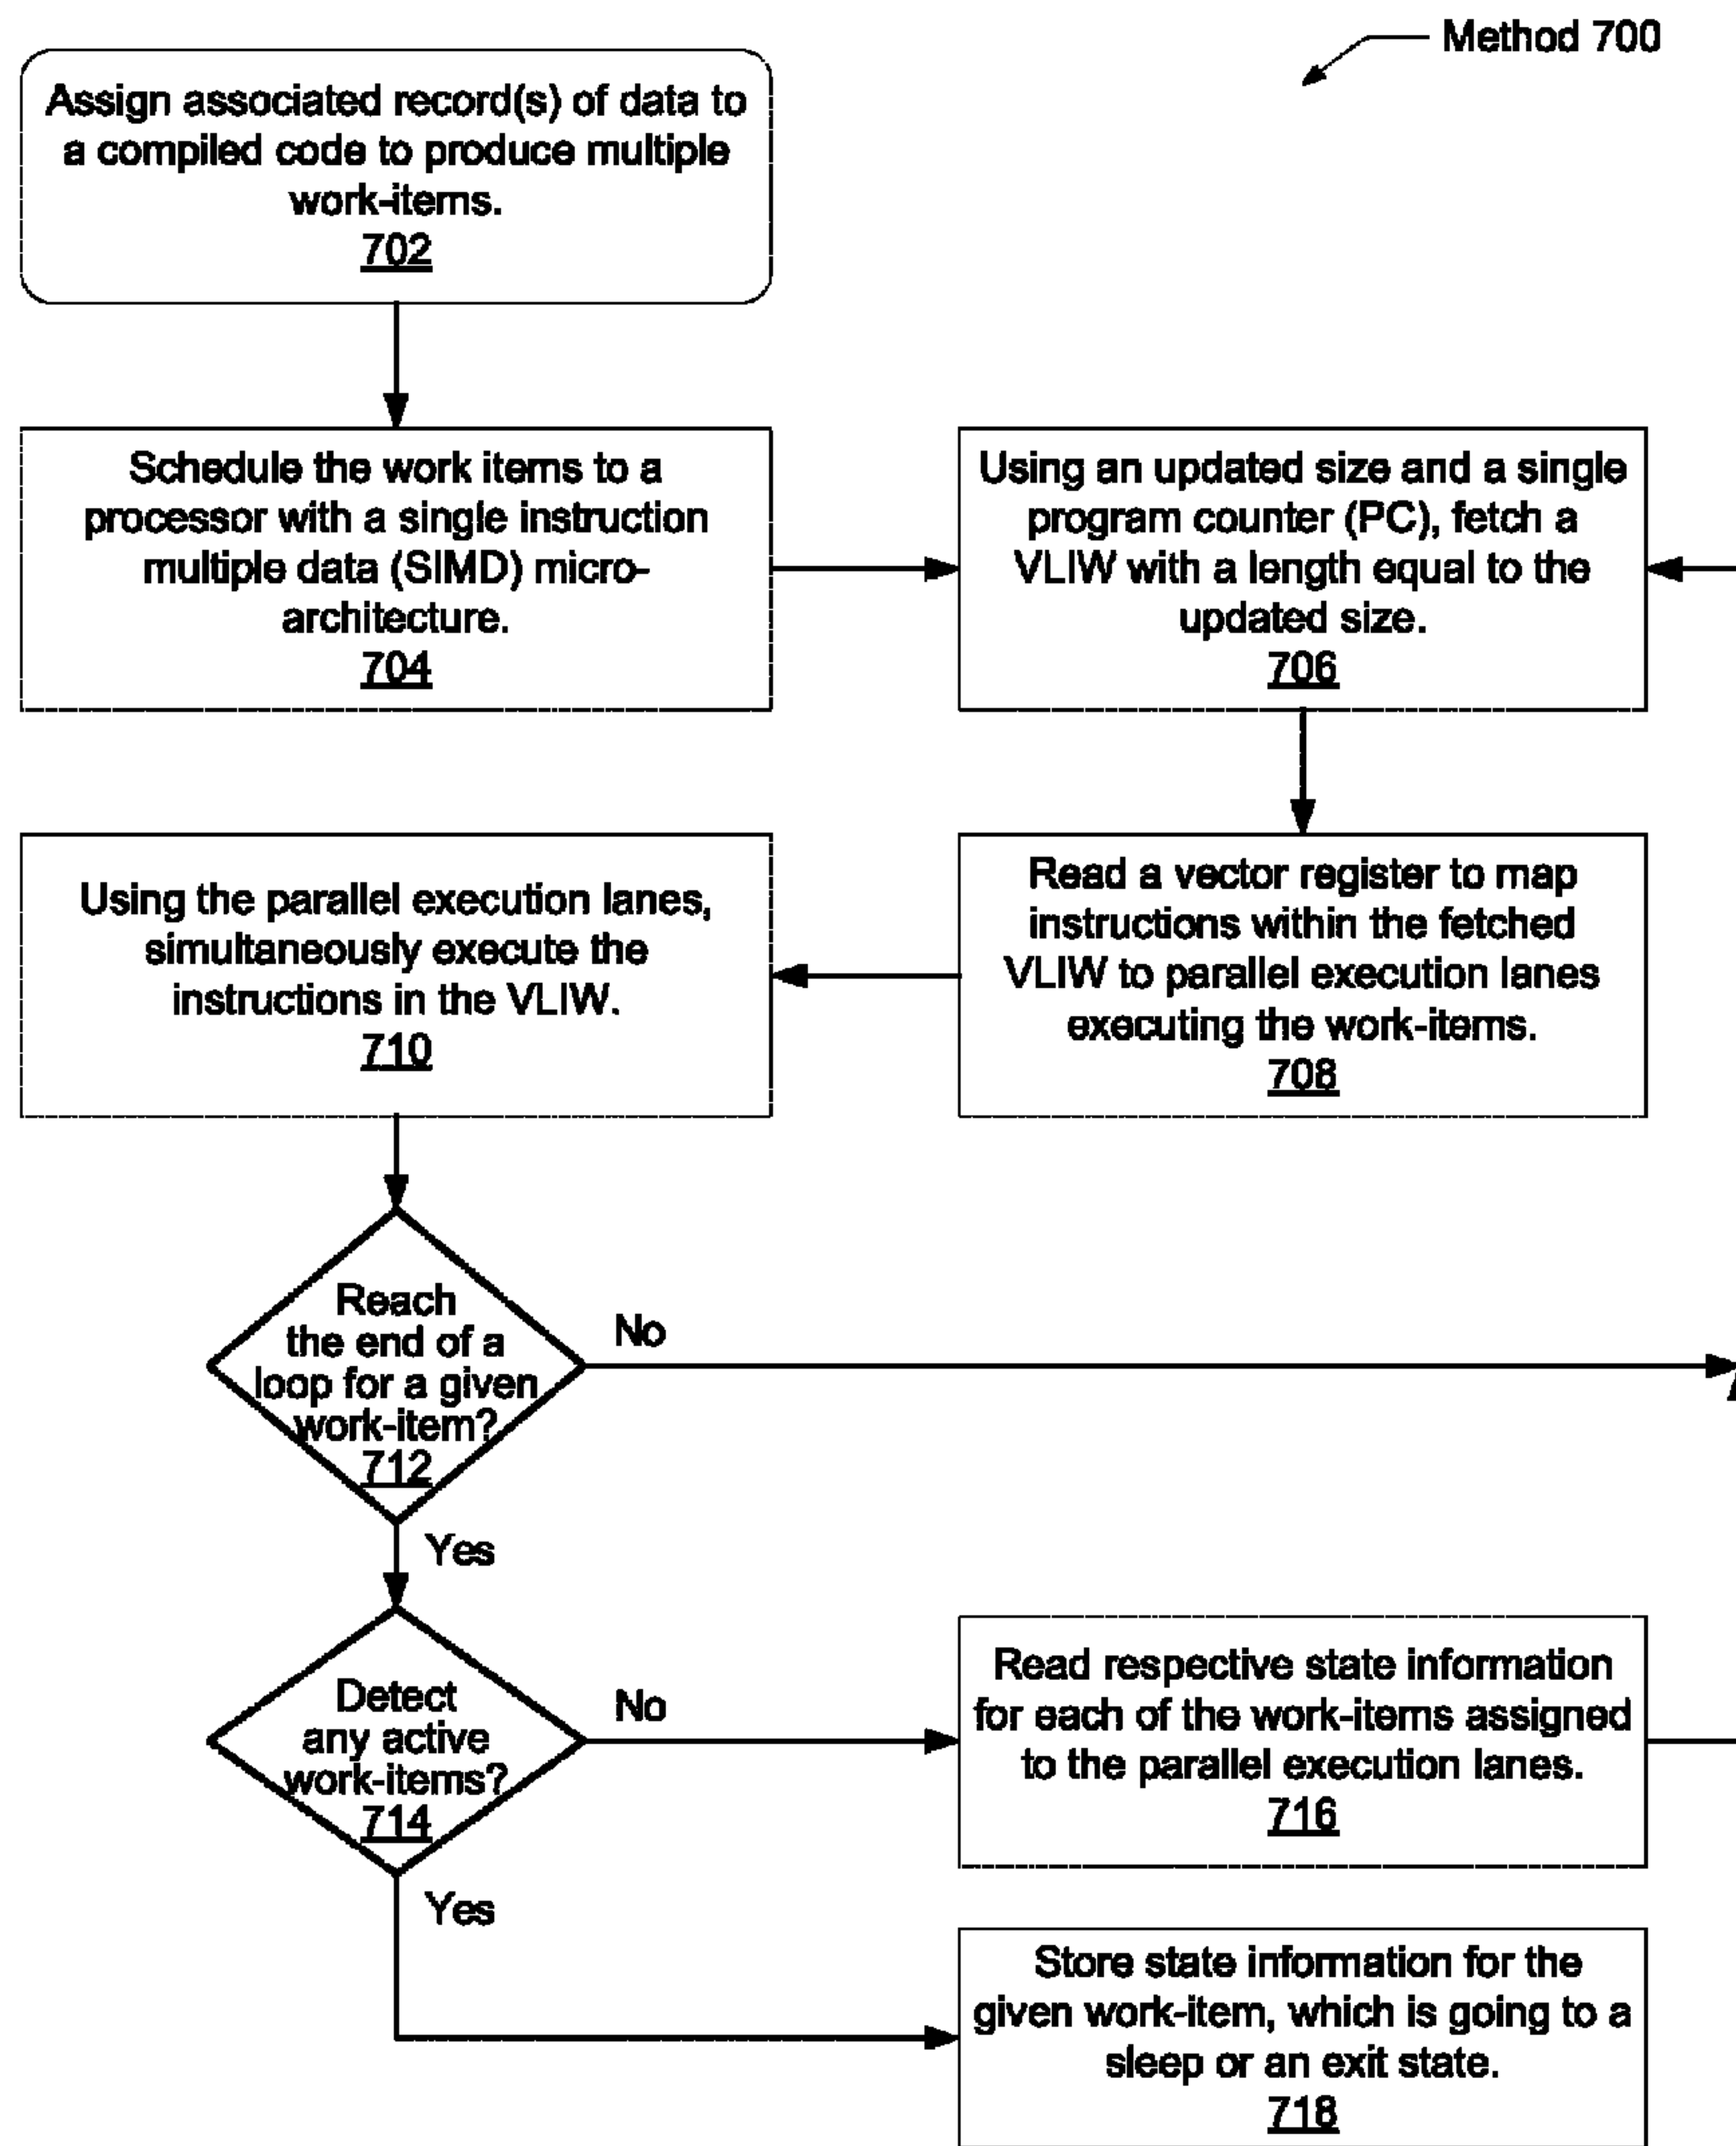 Method 700
Assign associated record(s) of data to
a compiled code to produce multiple
work-items.
702
Schedule the work items to a
processor with a single instruction
multiple data (SIMD) micro-
architecture.
704
Using an updated size and a single
program counter (PC), fetch a
VLIW with a length equal to the
updated size.
706
Read a vector register to map
instructions within the fetched
VLIW to parallel execution lanes
executing the work-items.
708
Using the parallel execution lanes,
simultaneously execute the
instructions in the VLIW.
710
Reach
the end of a
loop for a given
work-item?
712
No
Yes
Detect
any active
work-items?
714
No
Yes
Read respective state information
for each of the work-items assigned
to the parallel execution lanes.
716
Store state information for the
given work-item, which is going to a
sleep or an exit state.
718